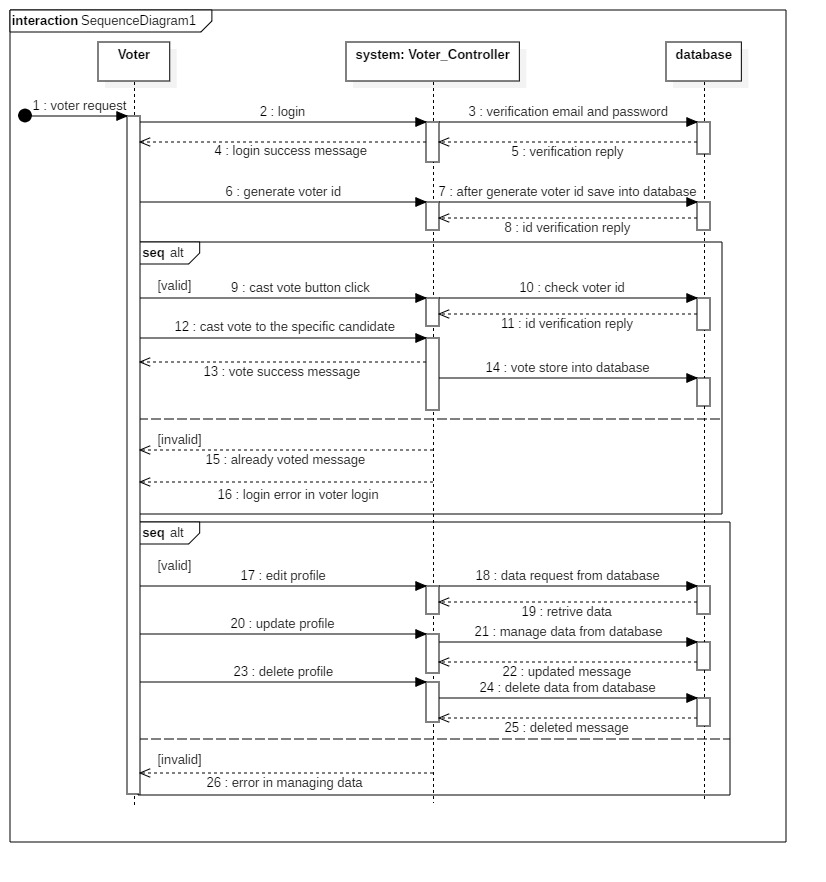 interaction SequenceDiagram1
Voter
system: Voter_Controller
database
1 : voter request
2 : login
3 : verification email and password
4 : login success message
5 : verification reply
6 : generate voter id
7 : after generate voter id save into database
8 : id verification reply
seq alt
[valid]
9 : cast vote button click
10 : check voter id
11 : id verification reply
12 : cast vote to the specific candidate
13 : vote success message
14 : vote store into database
[invalid]
15 : already voted message
16 : login error in voter login
seq alt
[valid]
17 : edit profile
18 : data request from database
19 : retrive data
20 : update profile
21 : manage data from database
22 : updated message
23 : delete profile
24 : delete data from database
25 : deleted message
[invalid]
26 : error in managing data